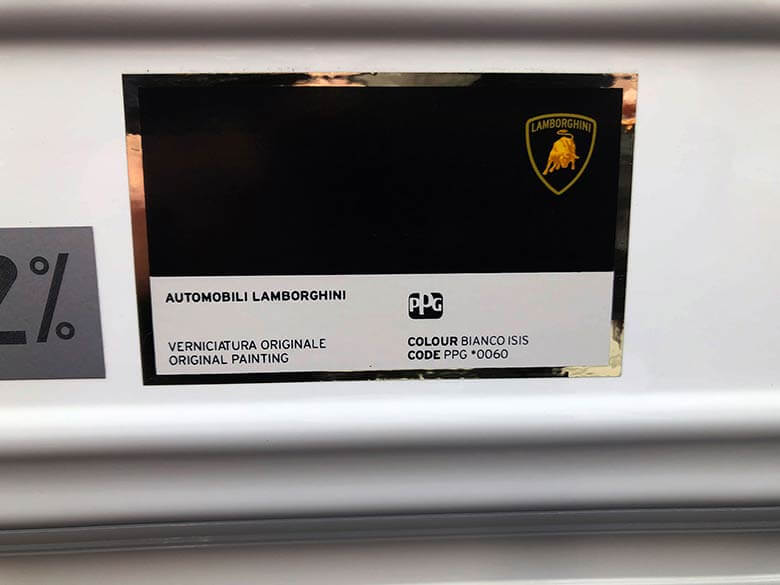 LAMBORGHINI
2%
AUTOMOBILI LAMBORGHINI
PPG
VERNICIATURA ORIGINALE
ORIGINAL PAINTING
COLOUR BIANCO ISIS
CODE PPG *0060